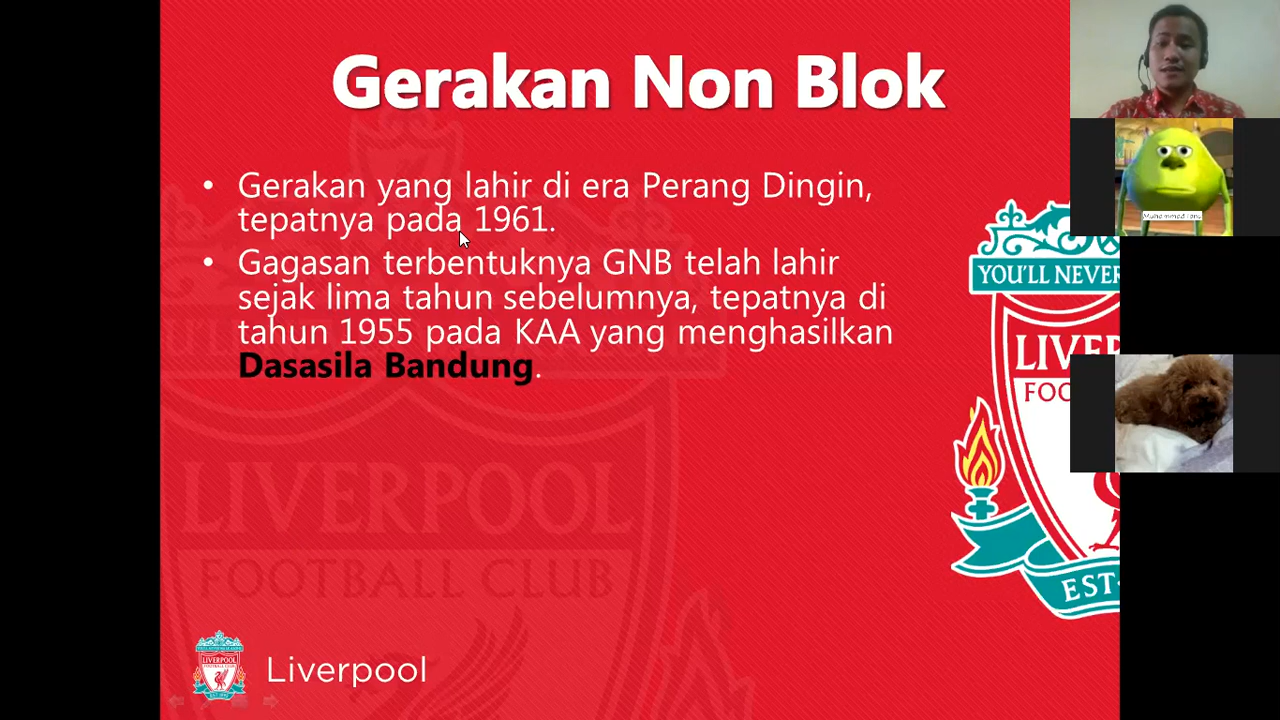 Gerakan Non Blok
• Gerakan yang lahir di era Perang Dingin,
tepatnya pada 1961.
• Gagasan terbentuknya GNB telah lahir
sejak lima tahun sebelumnya, tepatnya di
tahun 1955 pada KAA yang menghasilkan
Dasasila Bandung.
YOU'LL NEVER
LIVE
FOO
EST
LIVERPOOL
FOOTBALL CLUB
Liverpool